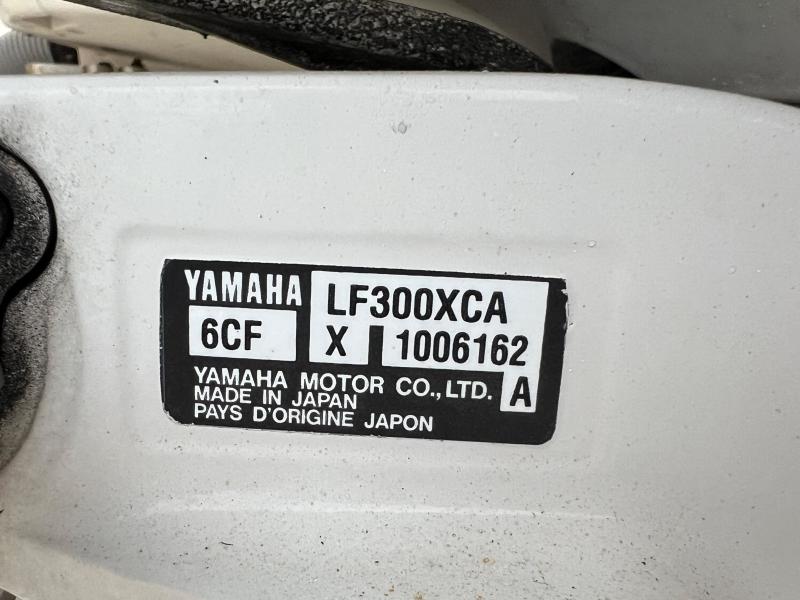 YAMAHA LF300XCA
6CF X 1006162
YAMAHA MOTOR CO., LTD. A
MADE IN JAPAN
PAYS D'ORIGINE JAPON